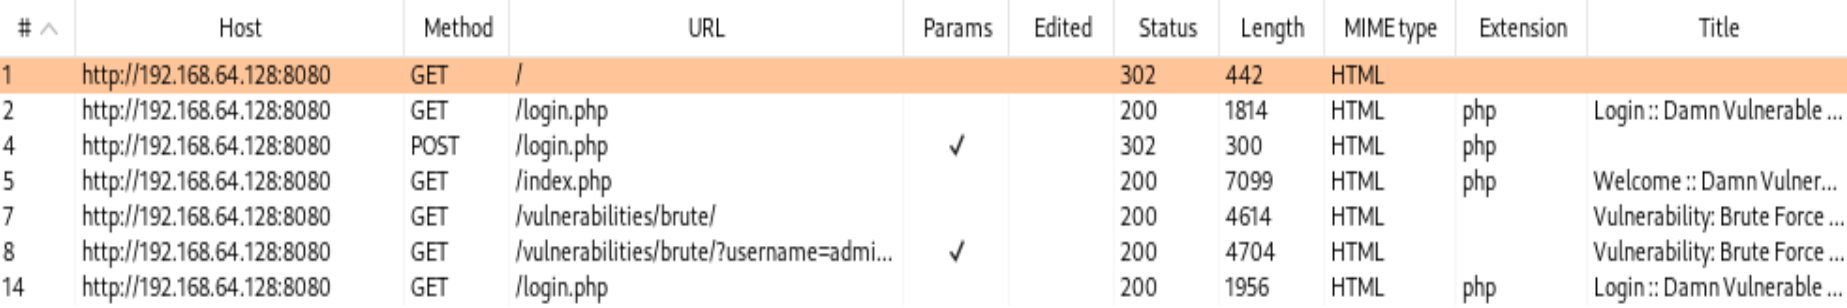 # Host Method URL Params Edited Status Length MIME type Extension Title
1 http://192.168.64.128:8080 GET / 302 442 HTML
2 http://192.168.64.128:8080 GET /login.php 200 1814 HTML php Login :: Damn Vulnerable ...
4 http://192.168.64.128:8080 POST /login.php ✓ 302 300 HTML php
5 http://192.168.64.128:8080 GET /index.php 200 7099 HTML php Welcome :: Damn Vulner...
7 http://192.168.64.128:8080 GET /vulnerabilities/brute/ 200 4614 HTML Vulnerability: Brute Force ...
8 http://192.168.64.128:8080 GET /vulnerabilities/brute/?username=admi... ✓ 200 4704 HTML Vulnerability: Brute Force ...
14 http://192.168.64.128:8080 GET /login.php 200 1956 HTML php Login :: Damn Vulnerable ...